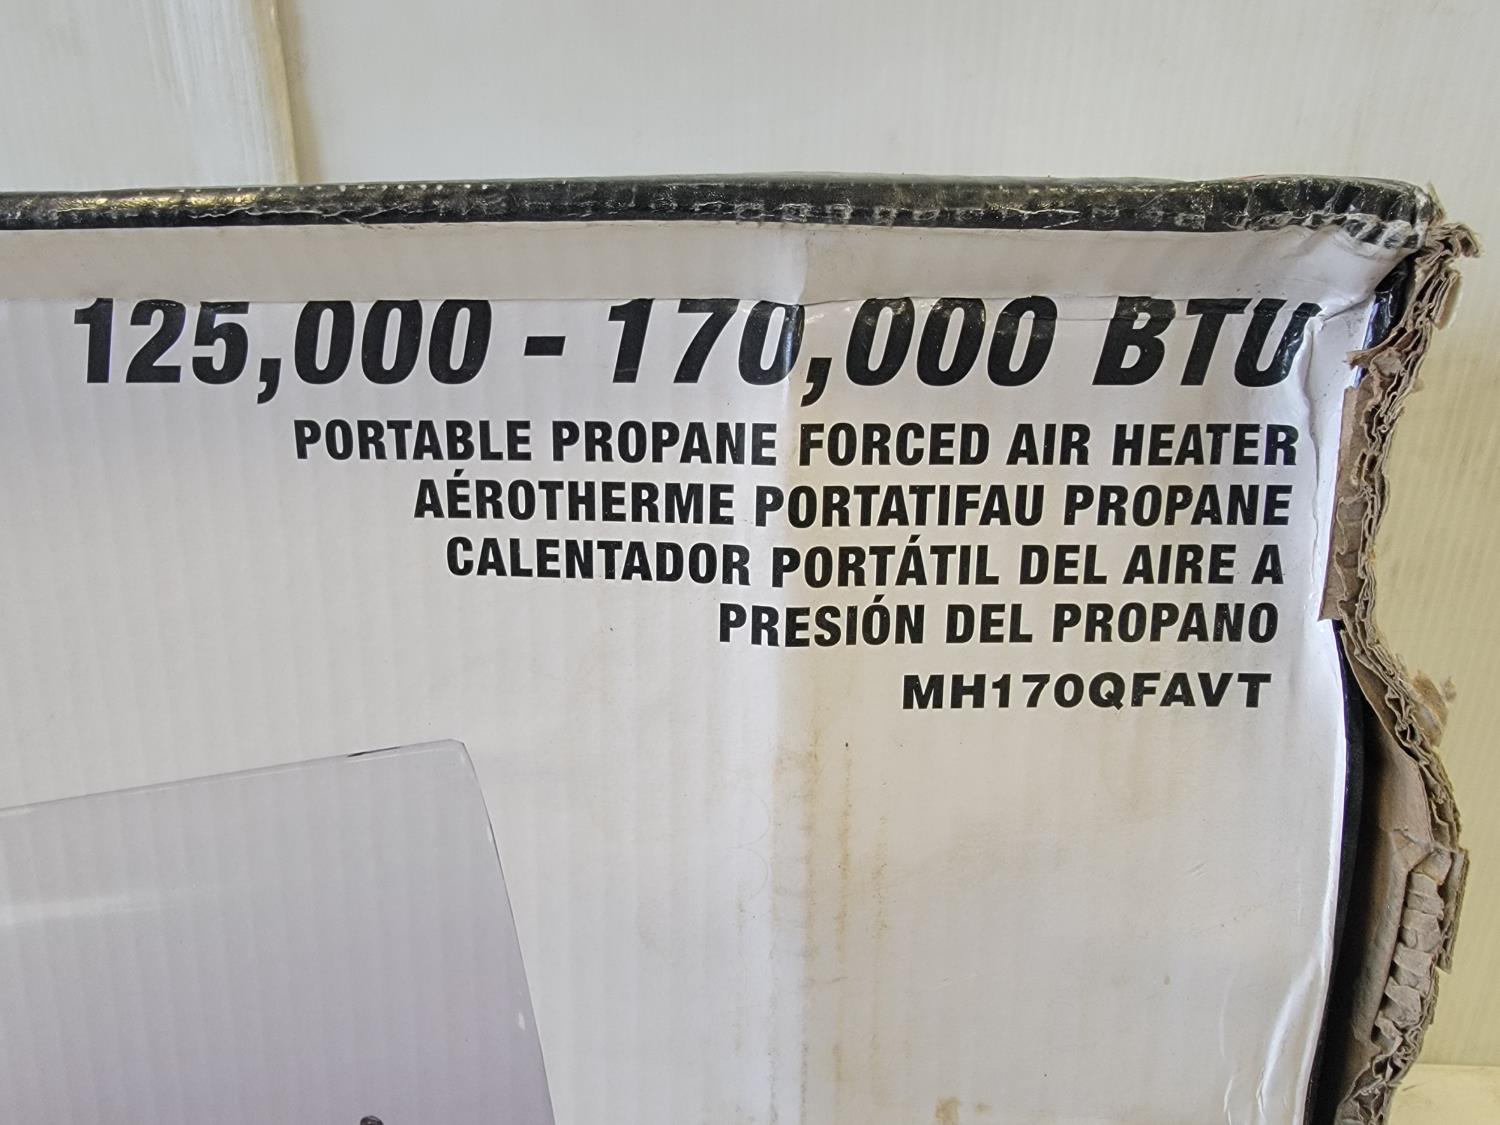 125,000 - 170,000 BTU
PORTABLE PROPANE FORCED AIR HEATER
AÉROTHERME PORTATIFAU PROPANE
CALENTADOR PORTÁTIL DEL AIRE A
PRESIÓN DEL PROPANO
MH170QFAVT